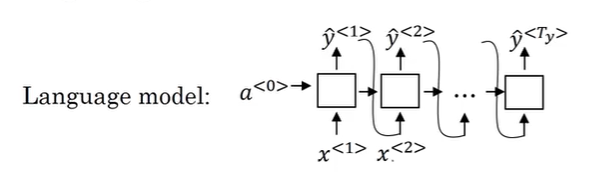 ŷ<1> ŷ<2> ŷ<Ty>
Language model: a<0> ...
x<1> x<2>